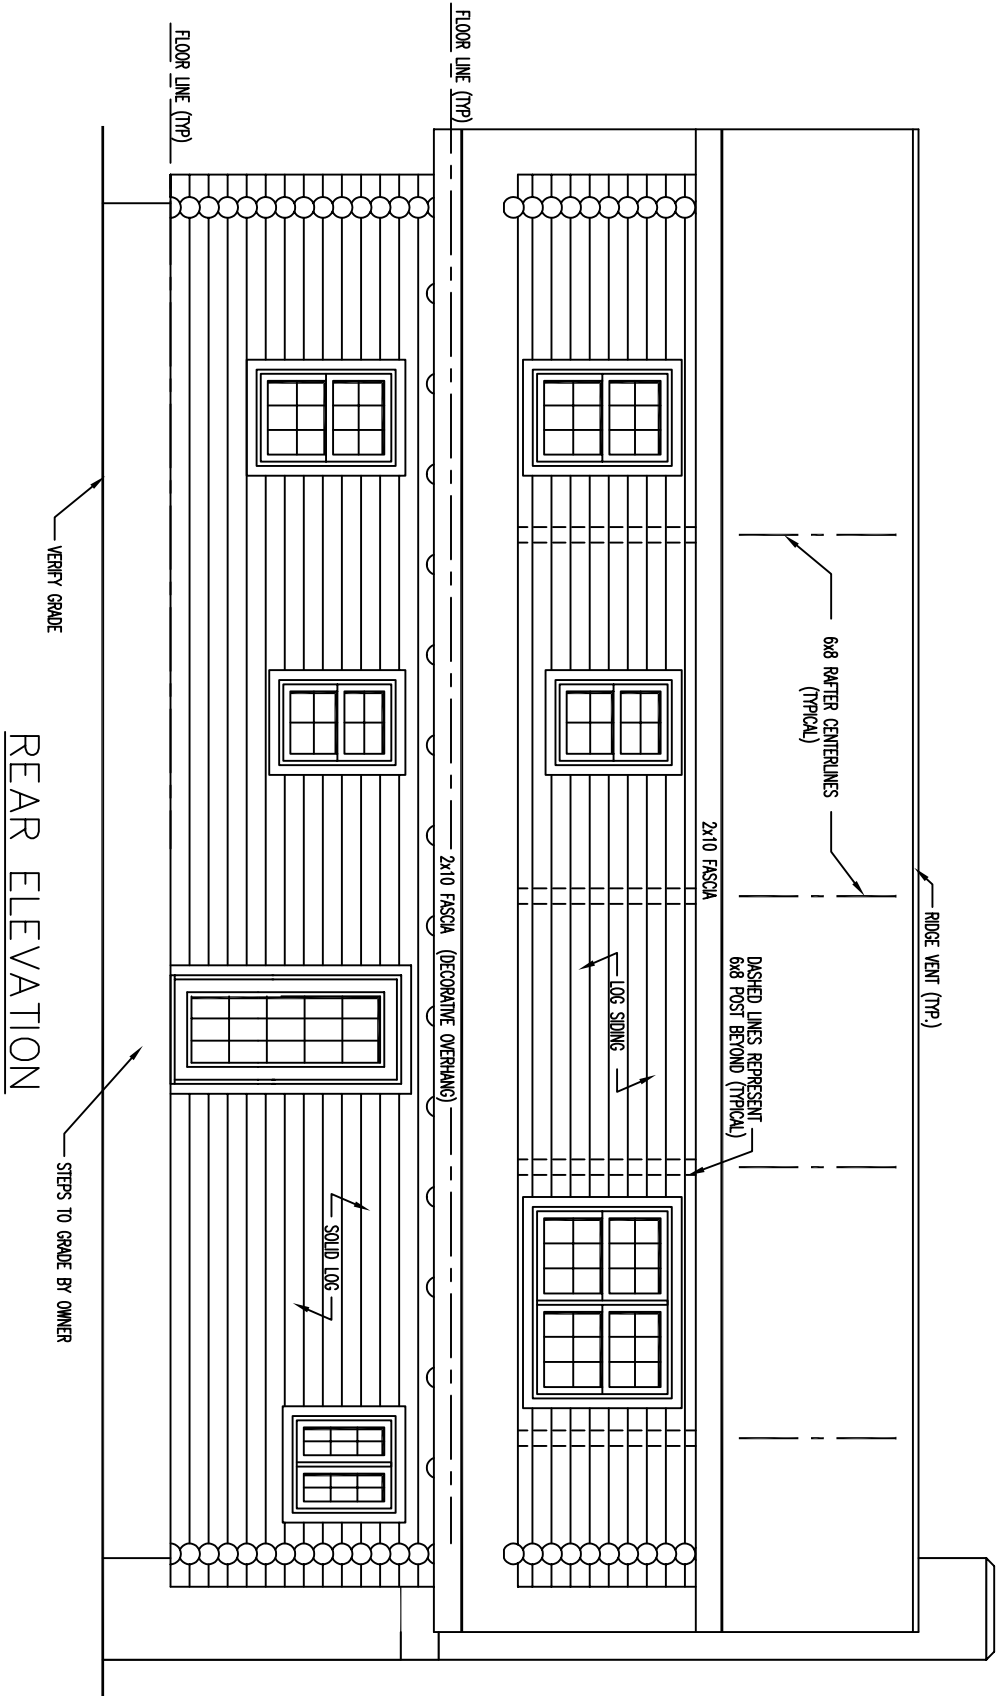 RIDGE VENT (TYP.)
6x8 RAFTER CENTERLINES
(TYPICAL)
DASHED LINES REPRESENT
6x8 POST BEYOND (TYPICAL)
2x10 FASCIA
LOG SIDING
FLOOR LINE (TYP)
2x10 FASCIA (DECORATIVE OVERHANG)
SOLID LOG
FLOOR LINE (TYP)
VERIFY GRADE
STEPS TO GRADE BY OWNER
REAR ELEVATION